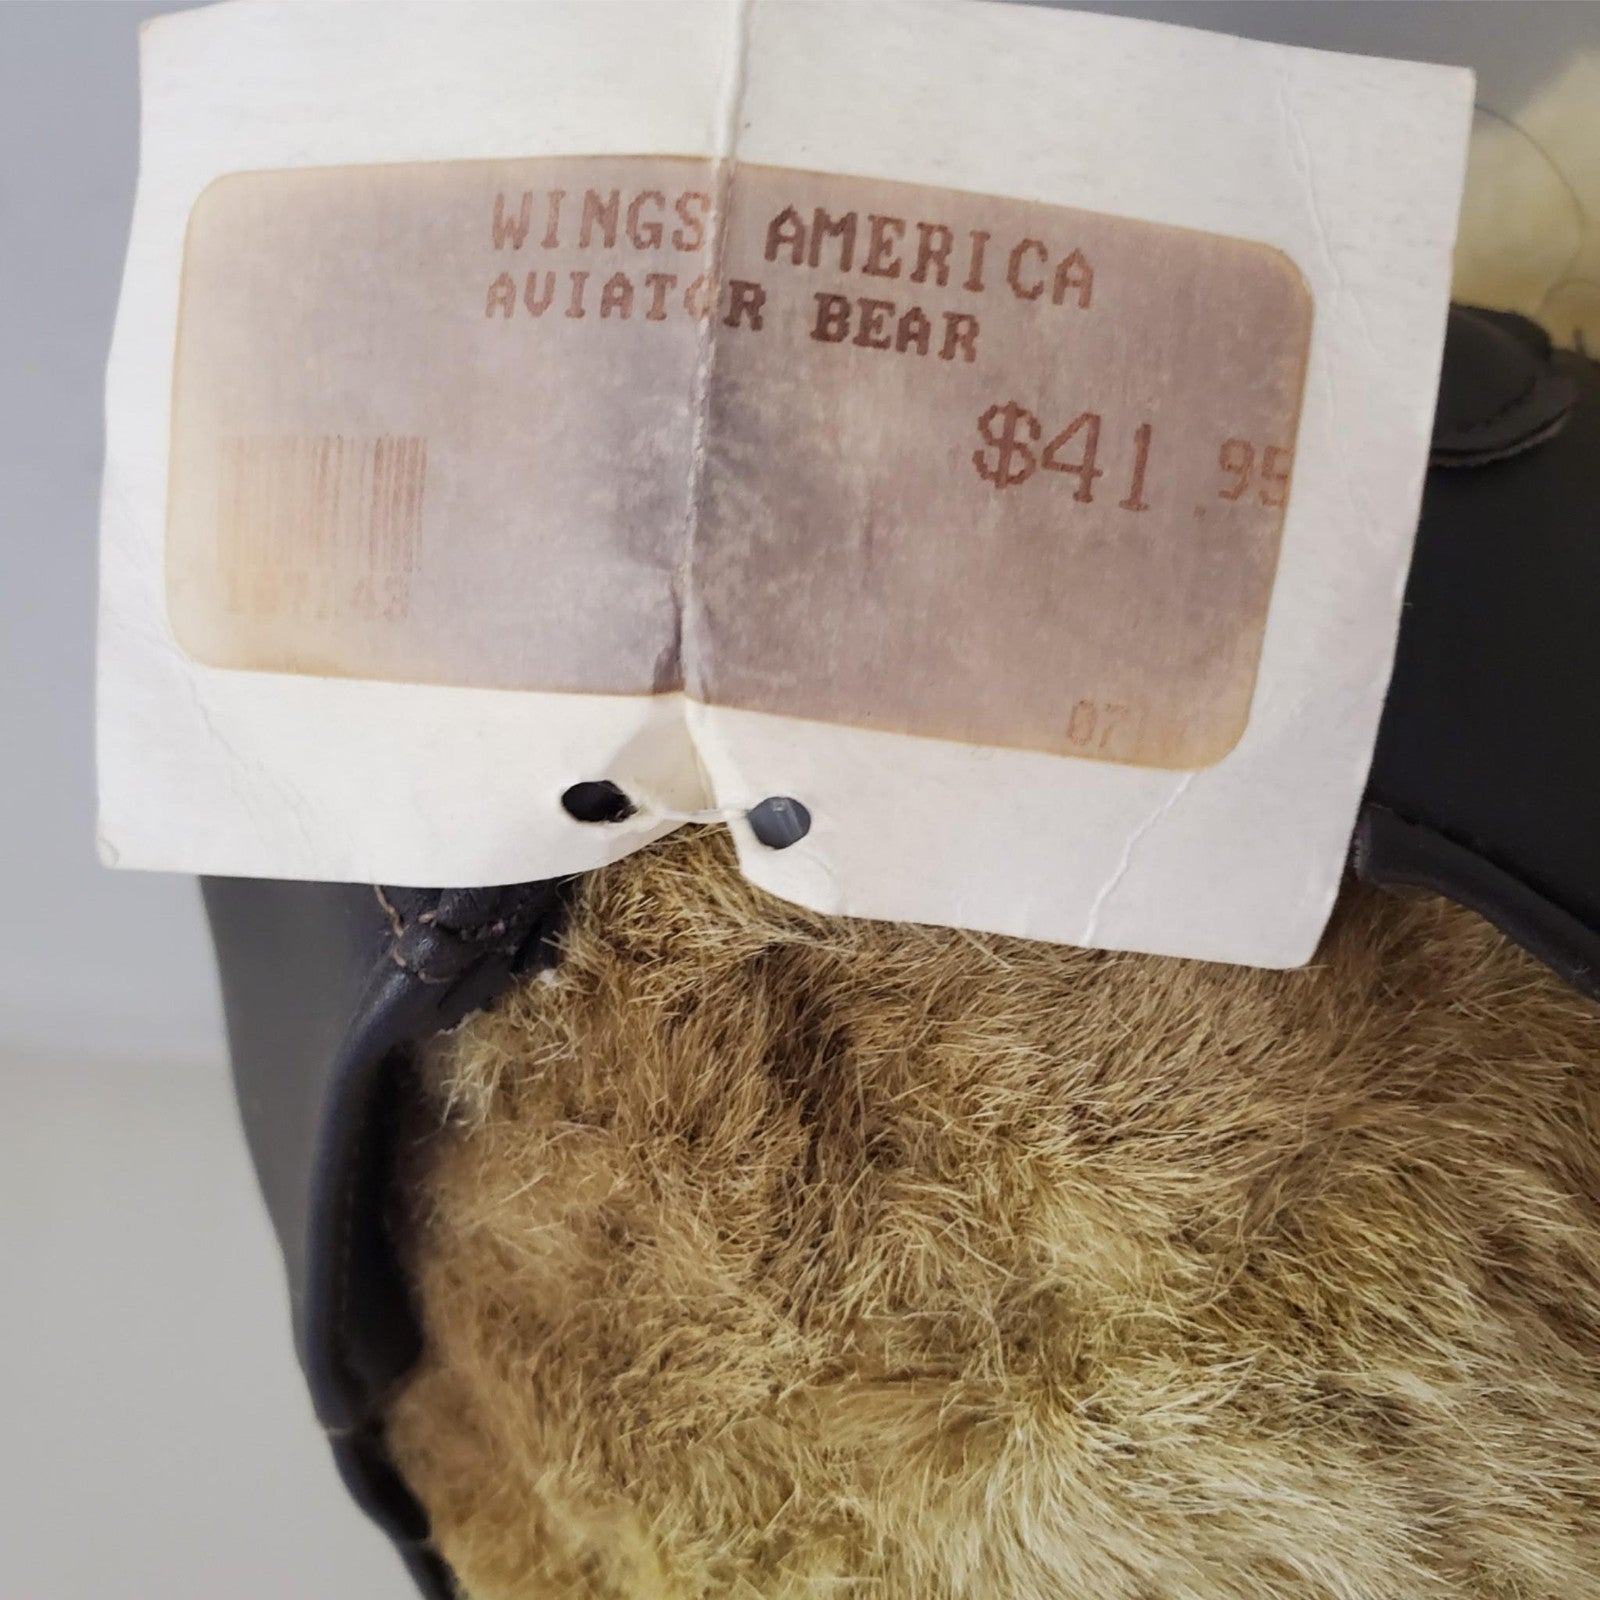 WINGS AMERICA
AVIATOR BEAR
$41.95